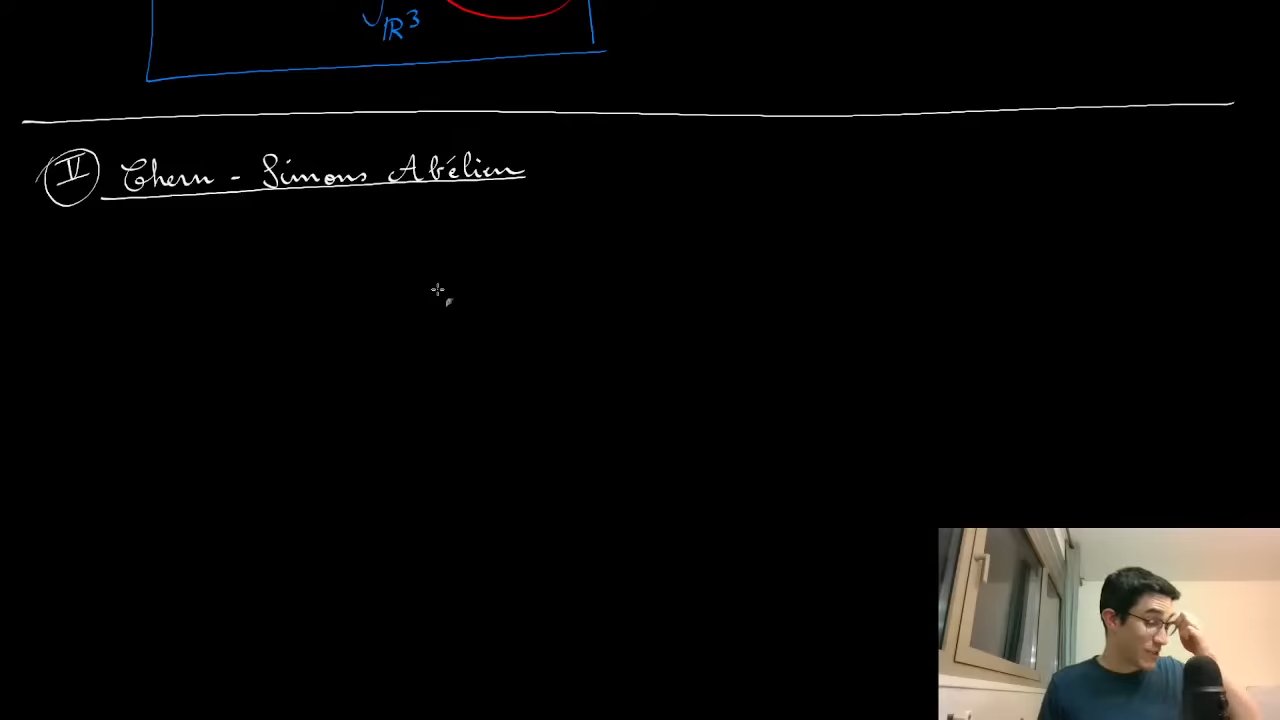 ∫ℝ³
V Chern - Simons Abélien